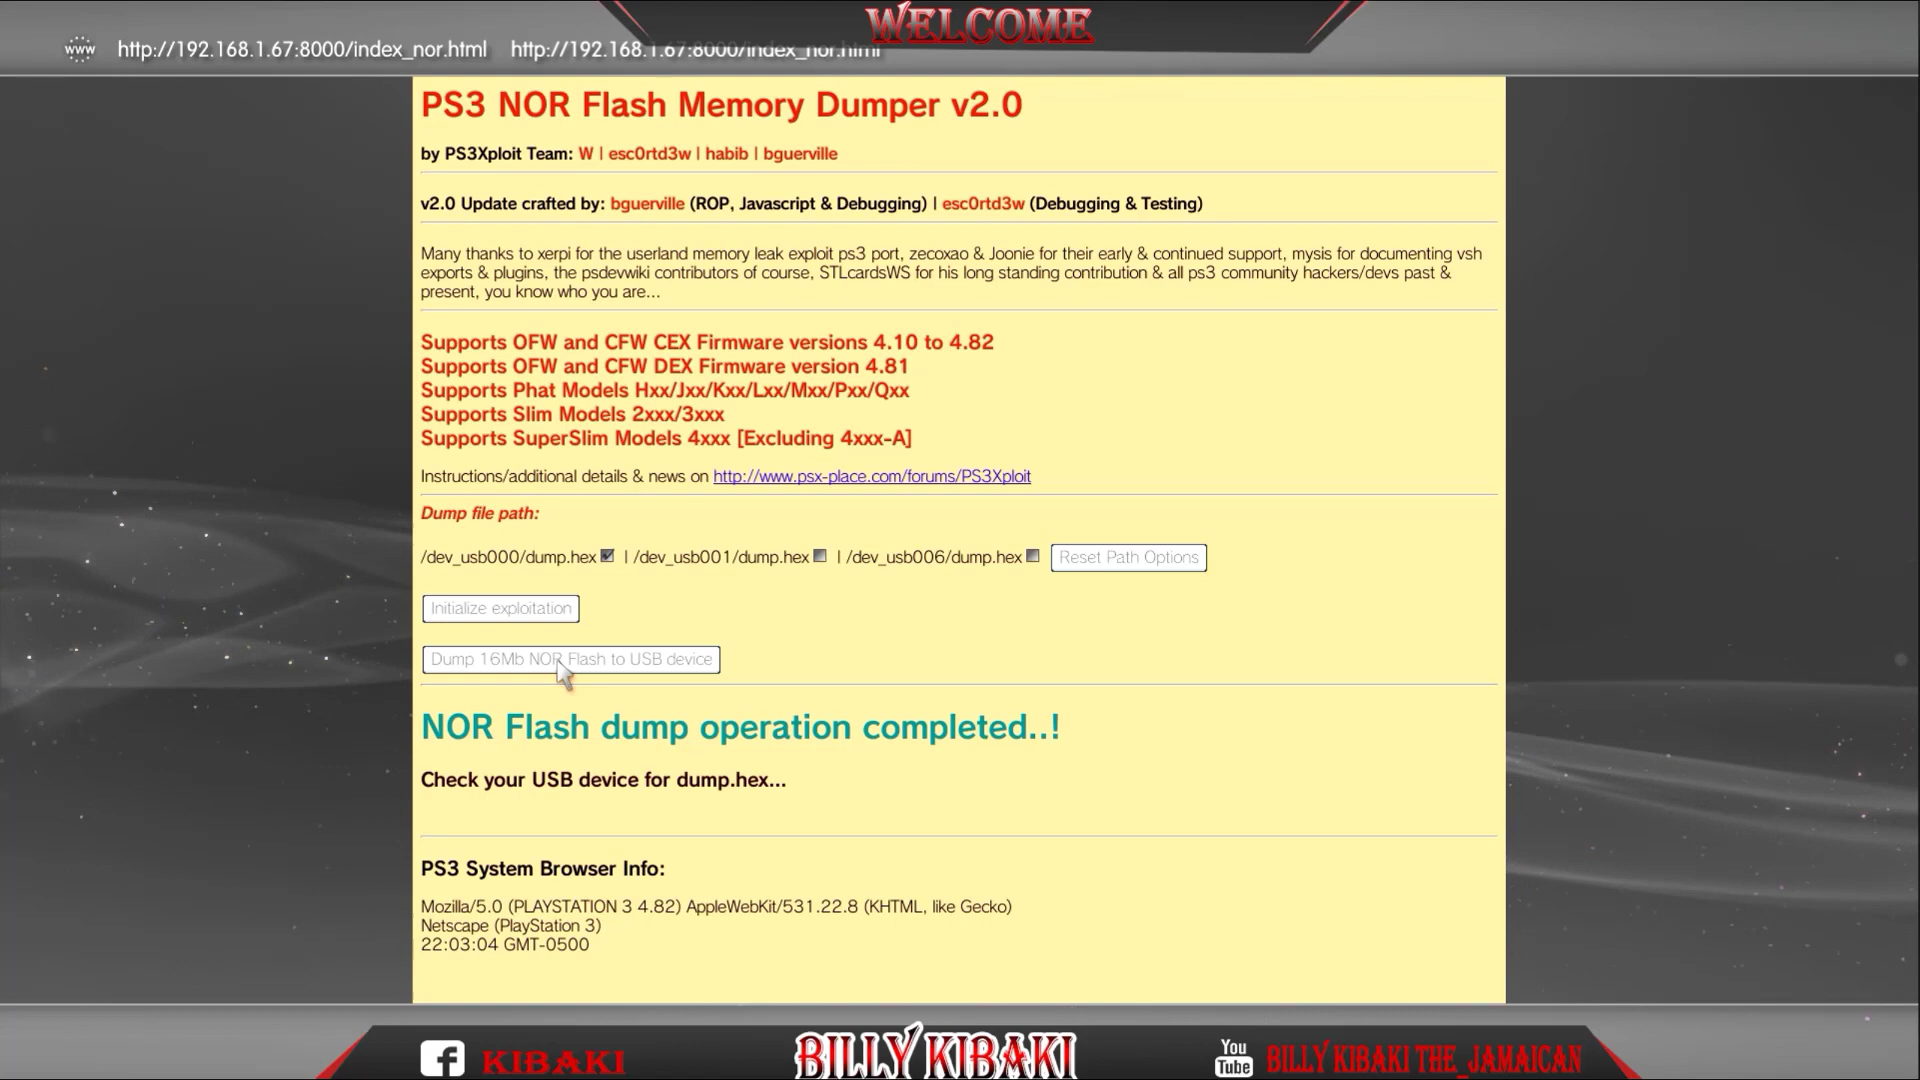 WELCOME
www http://192.168.1.67:8000/index_nor.html http://192.168.1.67:8000/index_nor.html
PS3 NOR Flash Memory Dumper v2.0
by PS3Xploit Team: W | esc0rtd3w | habib | bguerville
v2.0 Update crafted by: bguerville (ROP, Javascript & Debugging) | esc0rtd3w (Debugging & Testing)
Many thanks to xerpi for the userland memory leak exploit ps3 port, zecoxao & Joonie for their early & continued support, mysis for documenting vsh
exports & plugins, the psdevwiki contributors of course, STLcardsWS for his long standing contribution & all ps3 community hackers/devs past &
present, you know who you are...
Supports OFW and CFW CEX Firmware versions 4.10 to 4.82
Supports OFW and CFW DEX Firmware version 4.81
Supports Phat Models Hxx/Jxx/Kxx/Lxx/Mxx/Pxx/Qxx
Supports Slim Models 2xxx/3xxx
Supports SuperSlim Models 4xxx [Excluding 4xxx-A]
Instructions/additional details & news on http://www.psx-place.com/forums/PS3Xploit
Dump file path:
/dev_usb000/dump.hex | /dev_usb001/dump.hex | /dev_usb006/dump.hex Reset Path Options
Initialize exploitation
Dump 16Mb NOR Flash to USB device
NOR Flash dump operation completed..!
Check your USB device for dump.hex...
PS3 System Browser Info:
Mozilla/5.0 (PLAYSTATION 3 4.82) AppleWebKit/531.22.8 (KHTML, like Gecko)
Netscape (PlayStation 3)
22:03:04 GMT-0500
f KIBAKI BILLY KIBAKI You Tube BILLY KIBAKI THE_JAMAICAN